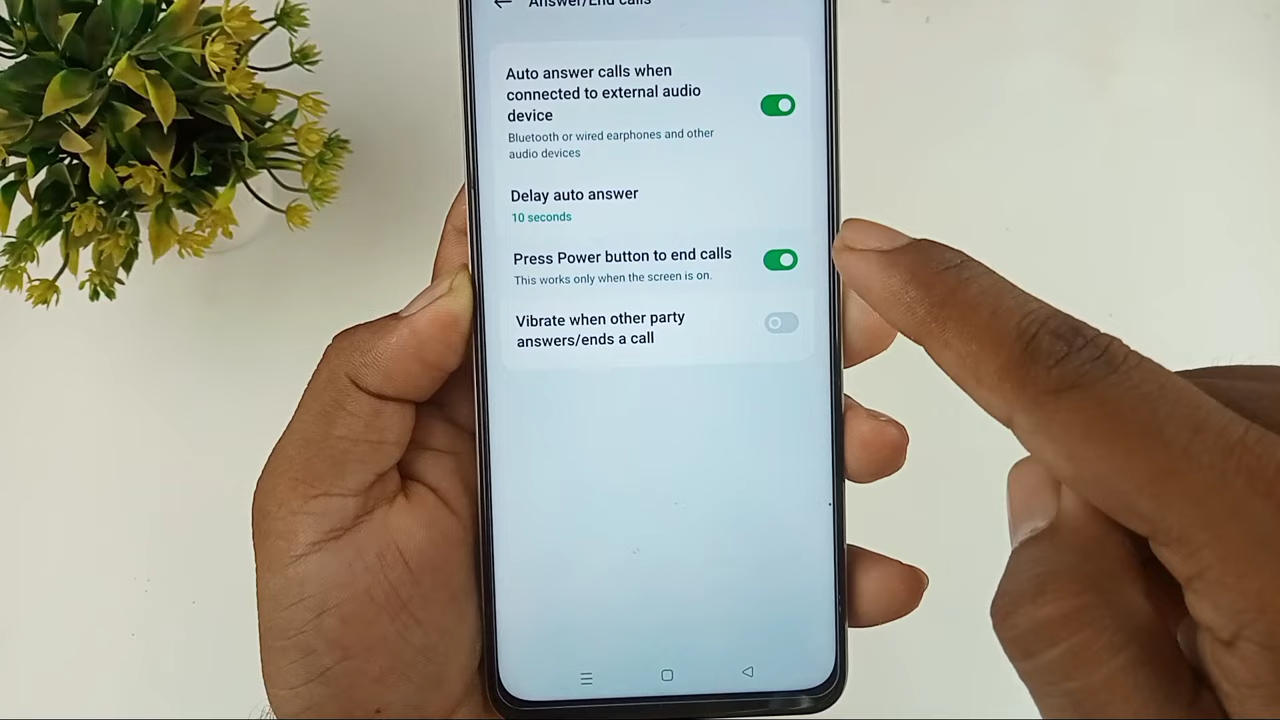 Answer/End calls
Auto answer calls when
connected to external audio
device
Bluetooth or wired earphones and other
audio devices
Delay auto answer
10 seconds
Press Power button to end calls
This works only when the screen is on.
Vibrate when other party
answers/ends a call